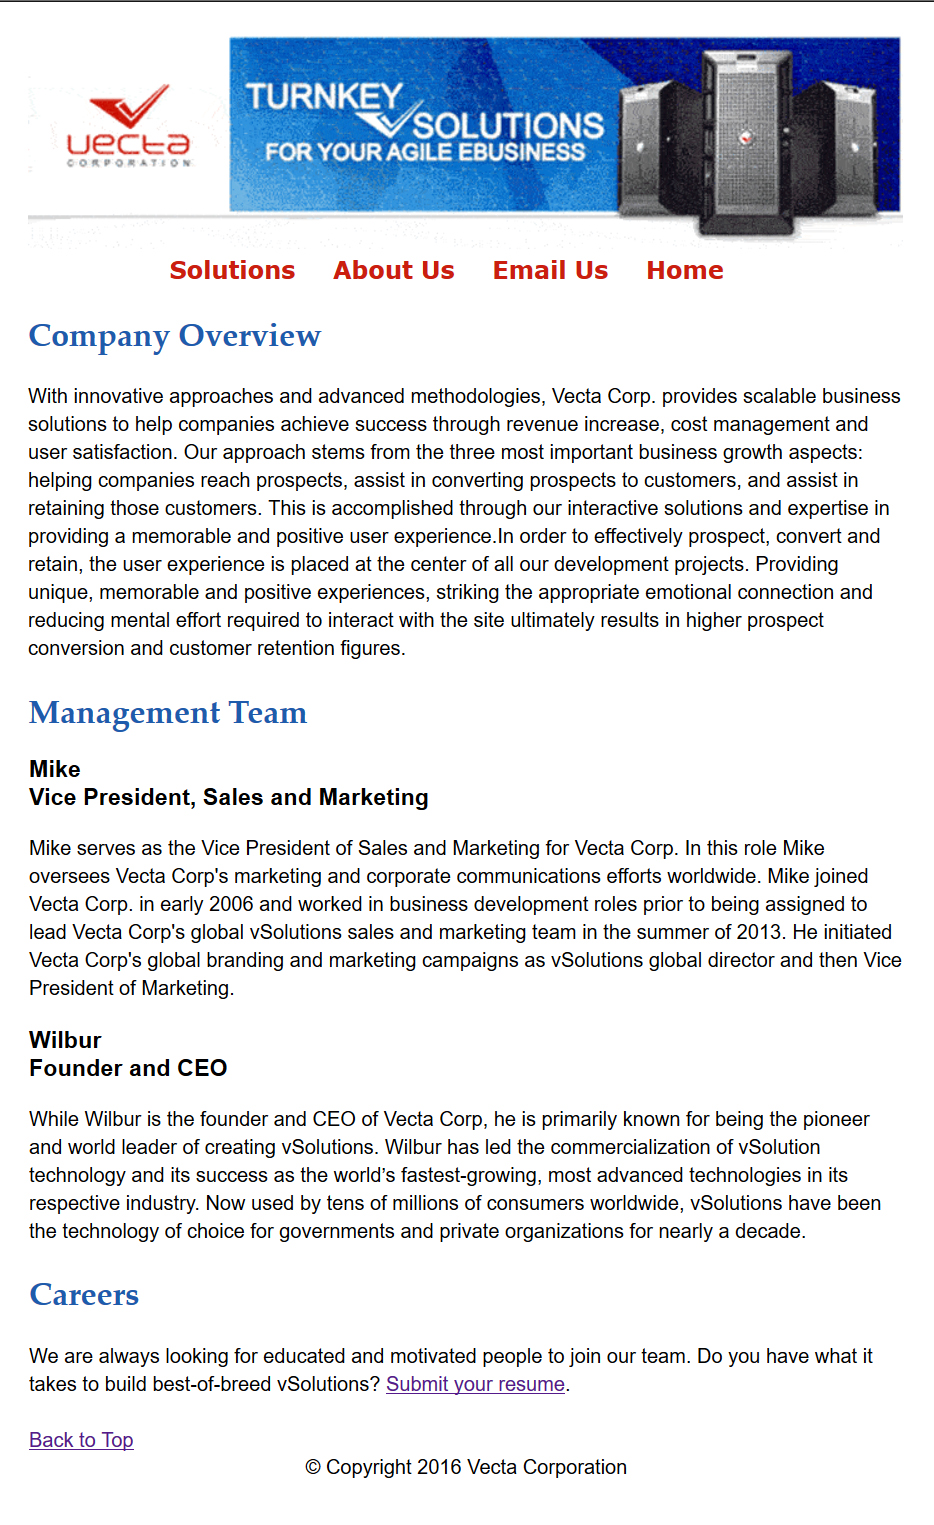 vecta
CORPORATION
TURNKEY
SOLUTIONS
FOR YOUR AGILE EBUSINESS
Solutions About Us Email Us Home
Company Overview
With innovative approaches and advanced methodologies, Vecta Corp. provides scalable business
solutions to help companies achieve success through revenue increase, cost management and
user satisfaction. Our approach stems from the three most important business growth aspects:
helping companies reach prospects, assist in converting prospects to customers, and assist in
retaining those customers. This is accomplished through our interactive solutions and expertise in
providing a memorable and positive user experience.In order to effectively prospect, convert and
retain, the user experience is placed at the center of all our development projects. Providing
unique, memorable and positive experiences, striking the appropriate emotional connection and
reducing mental effort required to interact with the site ultimately results in higher prospect
conversion and customer retention figures.
Management Team
Mike
Vice President, Sales and Marketing
Mike serves as the Vice President of Sales and Marketing for Vecta Corp. In this role Mike
oversees Vecta Corp's marketing and corporate communications efforts worldwide. Mike joined
Vecta Corp. in early 2006 and worked in business development roles prior to being assigned to
lead Vecta Corp's global vSolutions sales and marketing team in the summer of 2013. He initiated
Vecta Corp's global branding and marketing campaigns as vSolutions global director and then Vice
President of Marketing.
Wilbur
Founder and CEO
While Wilbur is the founder and CEO of Vecta Corp, he is primarily known for being the pioneer
and world leader of creating vSolutions. Wilbur has led the commercialization of vSolution
technology and its success as the world’s fastest-growing, most advanced technologies in its
respective industry. Now used by tens of millions of consumers worldwide, vSolutions have been
the technology of choice for governments and private organizations for nearly a decade.
Careers
We are always looking for educated and motivated people to join our team. Do you have what it
takes to build best-of-breed vSolutions? Submit your resume.
Back to Top
© Copyright 2016 Vecta Corporation